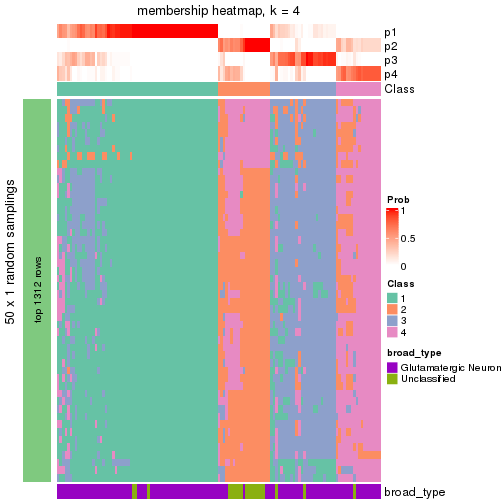 membership heatmap, k = 4
p1
p2
p3
p4
Class
50 x 1 random samplings
top 1312 rows
Prob
1
0.5
0
Class
1
2
3
4
broad_type
Glutamatergic Neuron
Unclassified
broad_type